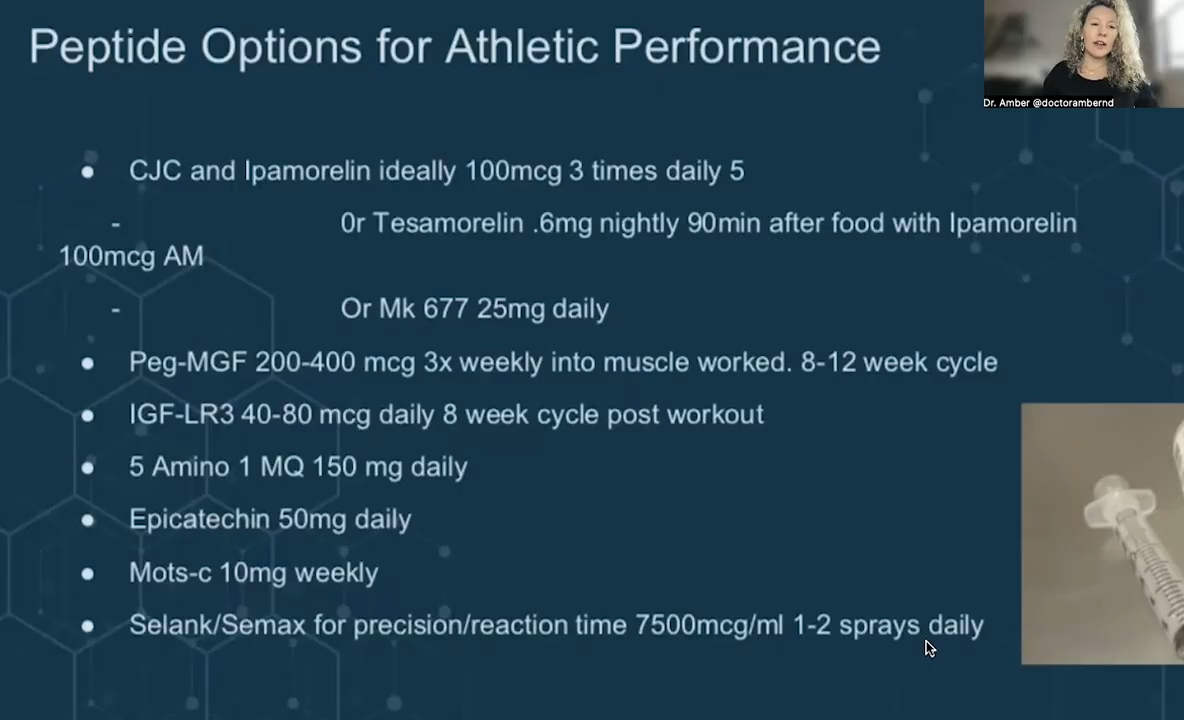 Peptide Options for Athletic Performance
Dr. Amber @doctorambernd
● CJC and Ipamorelin ideally 100mcg 3 times daily 5
- 0r Tesamorelin .6mg nightly 90min after food with Ipamorelin
100mcg AM
- Or Mk 677 25mg daily
● Peg-MGF 200-400 mcg 3x weekly into muscle worked. 8-12 week cycle
● IGF-LR3 40-80 mcg daily 8 week cycle post workout
● 5 Amino 1 MQ 150 mg daily
● Epicatechin 50mg daily
● Mots-c 10mg weekly
● Selank/Semax for precision/reaction time 7500mcg/ml 1-2 sprays daily